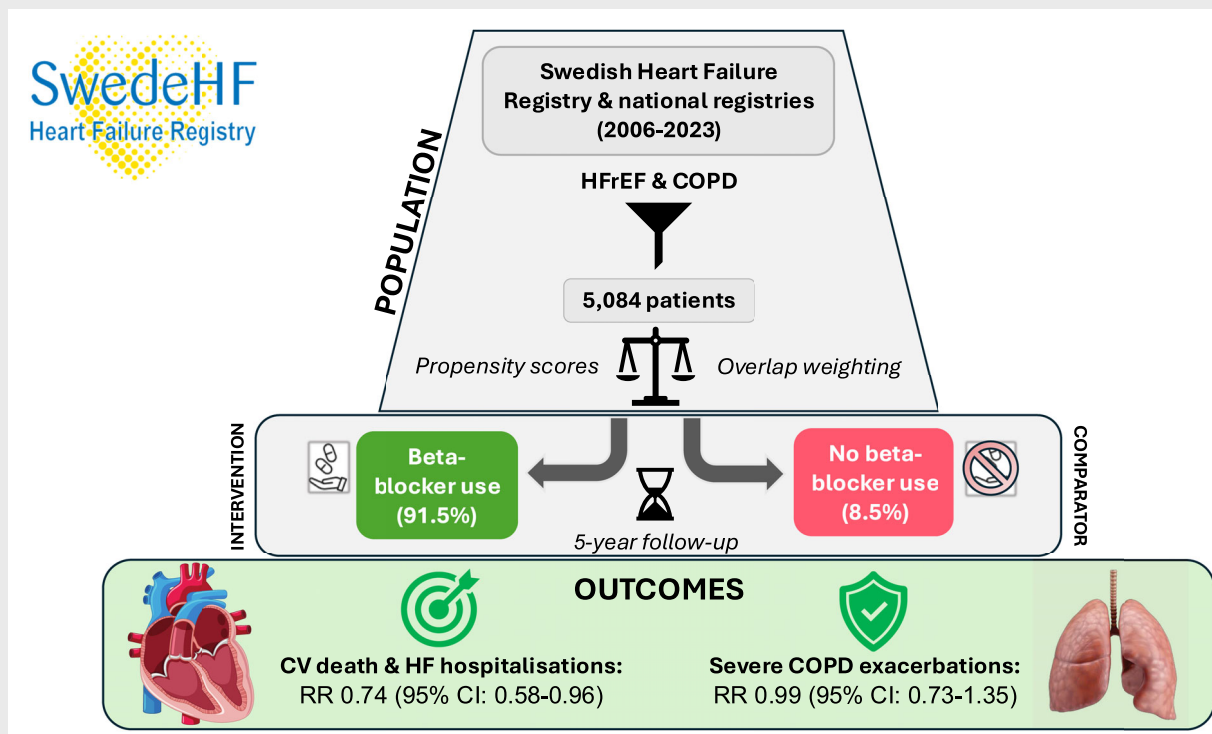 SwedeHF
Heart Failure Registry
POPULATION
Swedish Heart Failure
Registry & national registries
(2006-2023)
HFrEF & COPD
5,084 patients
Propensity scores
Overlap weighting
INTERVENTION
Beta-
blocker use
(91.5%)
5-year follow-up
No beta-
blocker use
(8.5%)
COMPARATOR
OUTCOMES
CV death & HF hospitalisations:
RR 0.74 (95% CI: 0.58-0.96)
Severe COPD exacerbations:
RR 0.99 (95% CI: 0.73-1.35)